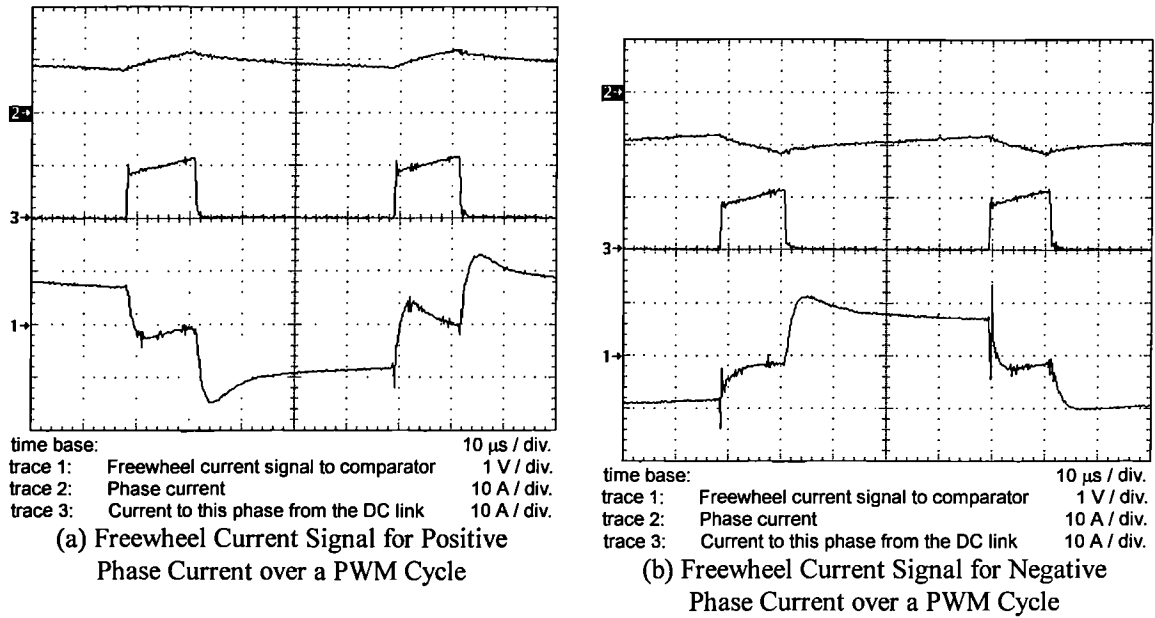 2→
3→
1→
time base: 10 µs / div.
trace 1: Freewheel current signal to comparator 1 V / div.
trace 2: Phase current 10 A / div.
trace 3: Current to this phase from the DC link 10 A / div.
(a) Freewheel Current Signal for Positive
Phase Current over a PWM Cycle
2→
3→
1→
time base: 10 µs / div.
trace 1: Freewheel current signal to comparator 1 V / div.
trace 2: Phase current 10 A / div.
trace 3: Current to this phase from the DC link 10 A / div.
(b) Freewheel Current Signal for Negative
Phase Current over a PWM Cycle